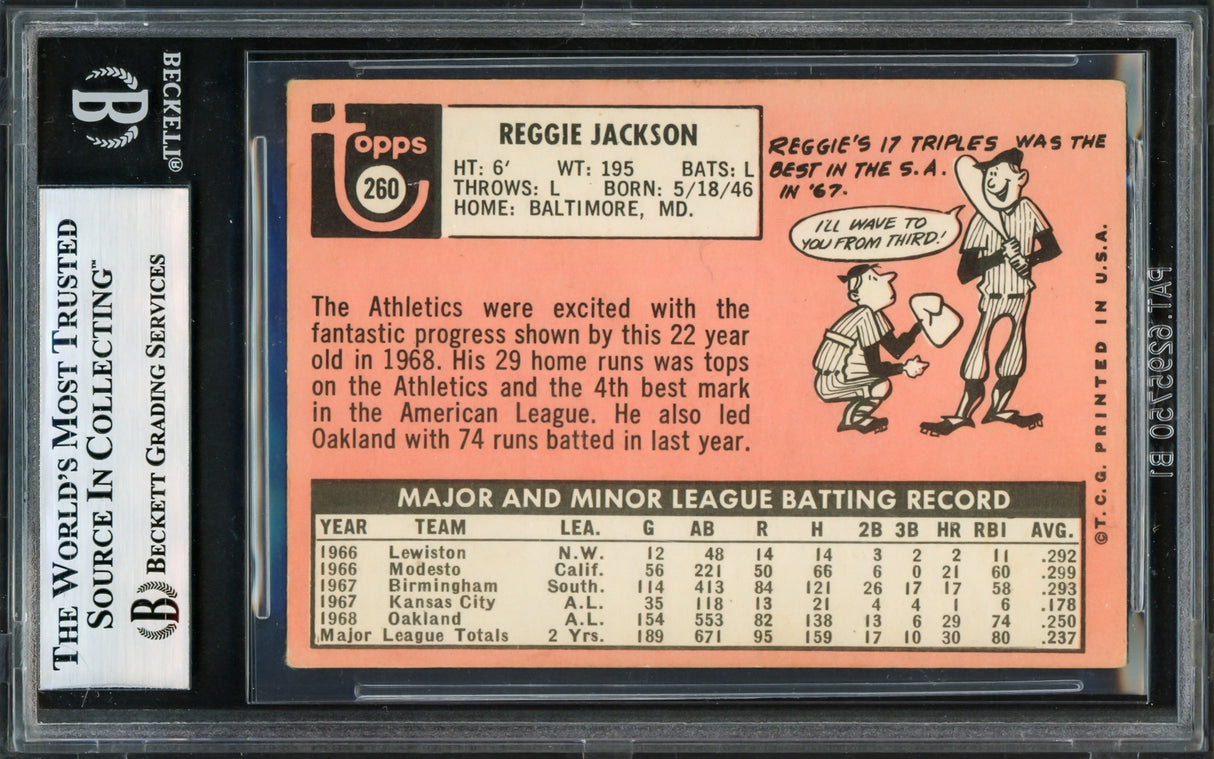 BECKETT®
B
THE WORLD'S MOST TRUSTED
SOURCE IN COLLECTING™
B BECKETT GRADING SERVICES
topps
260
REGGIE JACKSON
HT: 6' WT: 195 BATS: L
THROWS: L BORN: 5/18/46
HOME: BALTIMORE, MD.
REGGIE'S 17 TRIPLES WAS THE
BEST IN THE S.A.
IN '67.
I'LL WAVE TO
YOU FROM THIRD!
The Athletics were excited with the
fantastic progress shown by this 22 year
old in 1968. His 29 home runs was tops
on the Athletics and the 4th best mark
in the American League. He also led
Oakland with 74 runs batted in last year.
MAJOR AND MINOR LEAGUE BATTING RECORD
YEAR TEAM LEA. G AB R H 2B 3B HR RBI AVG.
1966 Lewiston N.W. 12 48 14 14 3 2 2 11 .292
1966 Modesto Calif. 56 221 50 66 6 0 21 60 .299
1967 Birmingham South. 114 413 84 121 26 17 17 58 .293
1967 Kansas City A.L. 35 118 13 21 4 4 1 6 .178
1968 Oakland A.L. 154 553 82 138 13 6 29 74 .250
Major League Totals 2 Yrs. 189 671 95 159 17 10 30 80 .237
©T. C. G. PRINTED IN U.S.A.
PAT. 6295750 B1